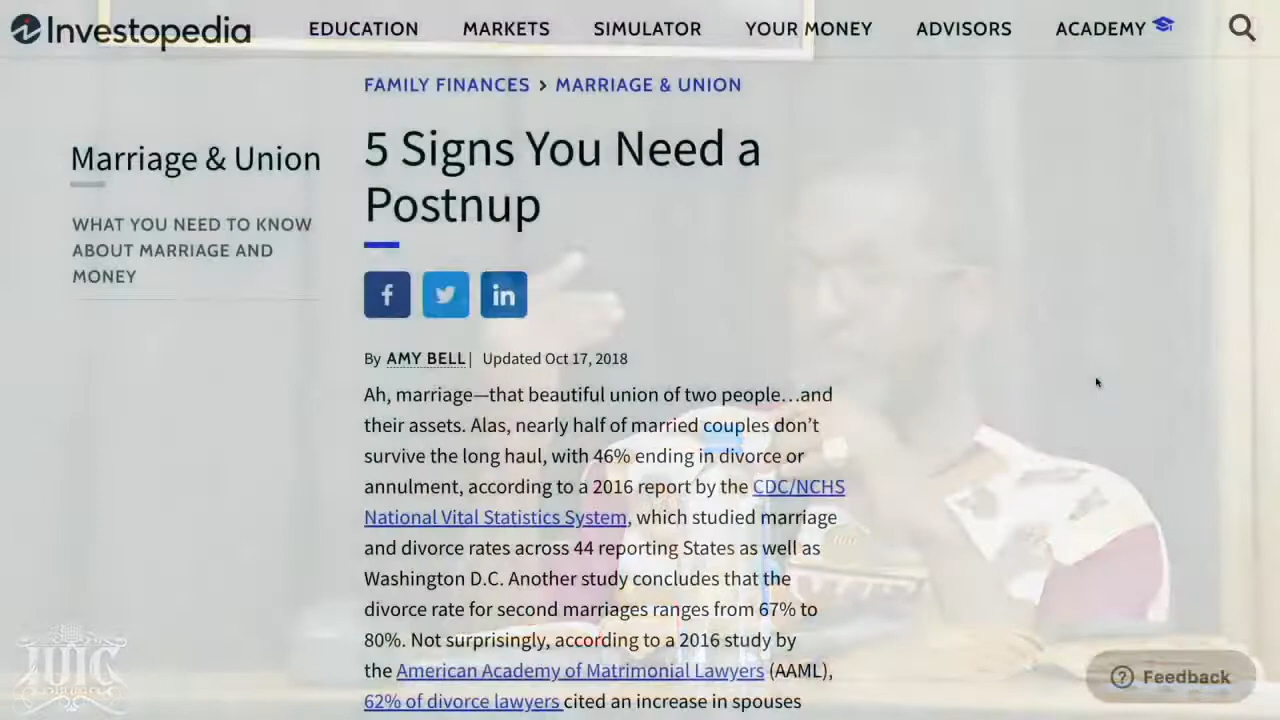 Investopedia
EDUCATION MARKETS SIMULATOR YOUR MONEY ADVISORS ACADEMY
FAMILY FINANCES > MARRIAGE & UNION
Marriage & Union
WHAT YOU NEED TO KNOW
ABOUT MARRIAGE AND
MONEY
5 Signs You Need a
Postnup
f in
By AMY BELL| Updated Oct 17, 2018
Ah, marriage—that beautiful union of two people…and
their assets. Alas, nearly half of married couples don’t
survive the long haul, with 46% ending in divorce or
annulment, according to a 2016 report by the CDC/NCHS
National Vital Statistics System, which studied marriage
and divorce rates across 44 reporting States as well as
Washington D.C. Another study concludes that the
divorce rate for second marriages ranges from 67% to
80%. Not surprisingly, according to a 2016 study by
the American Academy of Matrimonial Lawyers (AAML),
62% of divorce lawyers cited an increase in spouses
IUIC
? Feedback